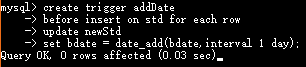 mysql> create trigger addDate
    -> before insert on std for each row
    -> update newStd
    -> set bdate = date_add(bdate,interval 1 day);
Query OK, 0 rows affected (0.03 sec)